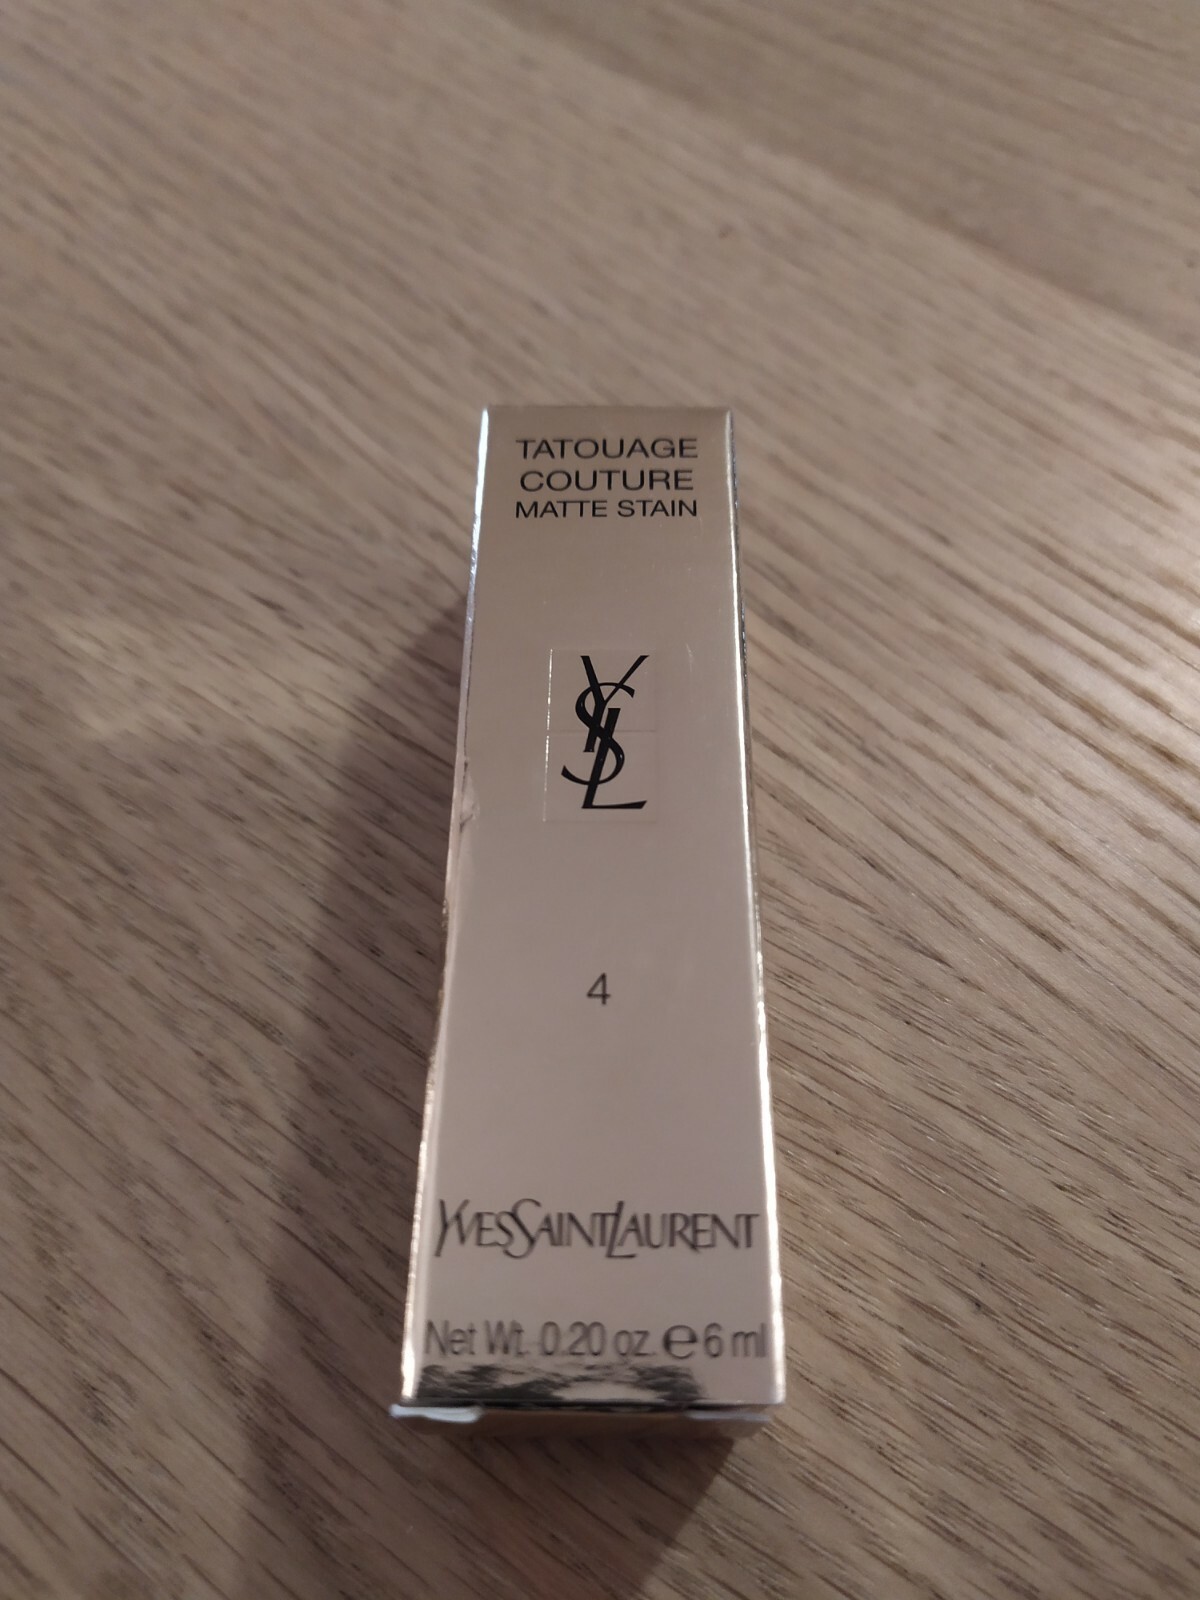 TATOUAGE
COUTURE
MATTE STAIN
YSL
4
YVESSAINTLAURENT
Net Wt. 0.20 oz. ℮ 6 ml